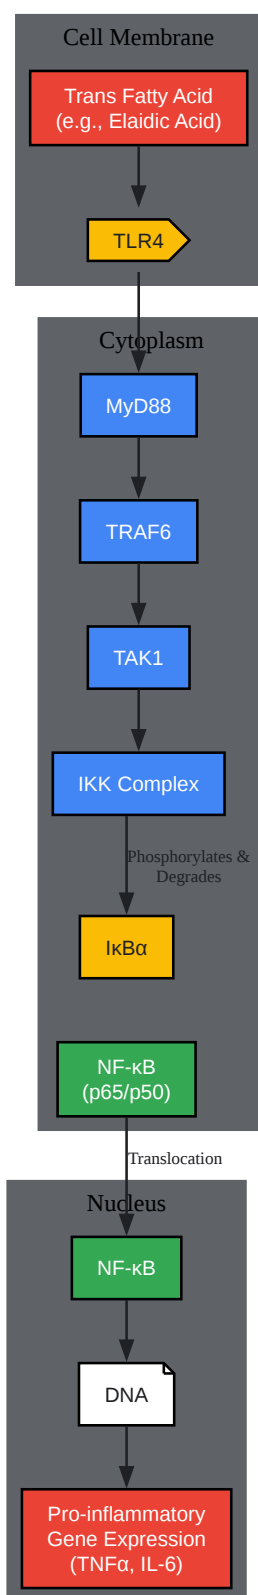 Cell Membrane
Trans Fatty Acid
(e.g., Elaidic Acid)
TLR4
Cytoplasm
MyD88
TRAF6
TAK1
IKK Complex
Phosphorylates &
Degrades
IκBα
NF-κB
(p65/p50)
Translocation
Nucleus
NF-κB
DNA
Pro-inflammatory
Gene Expression
(TNFα, IL-6)